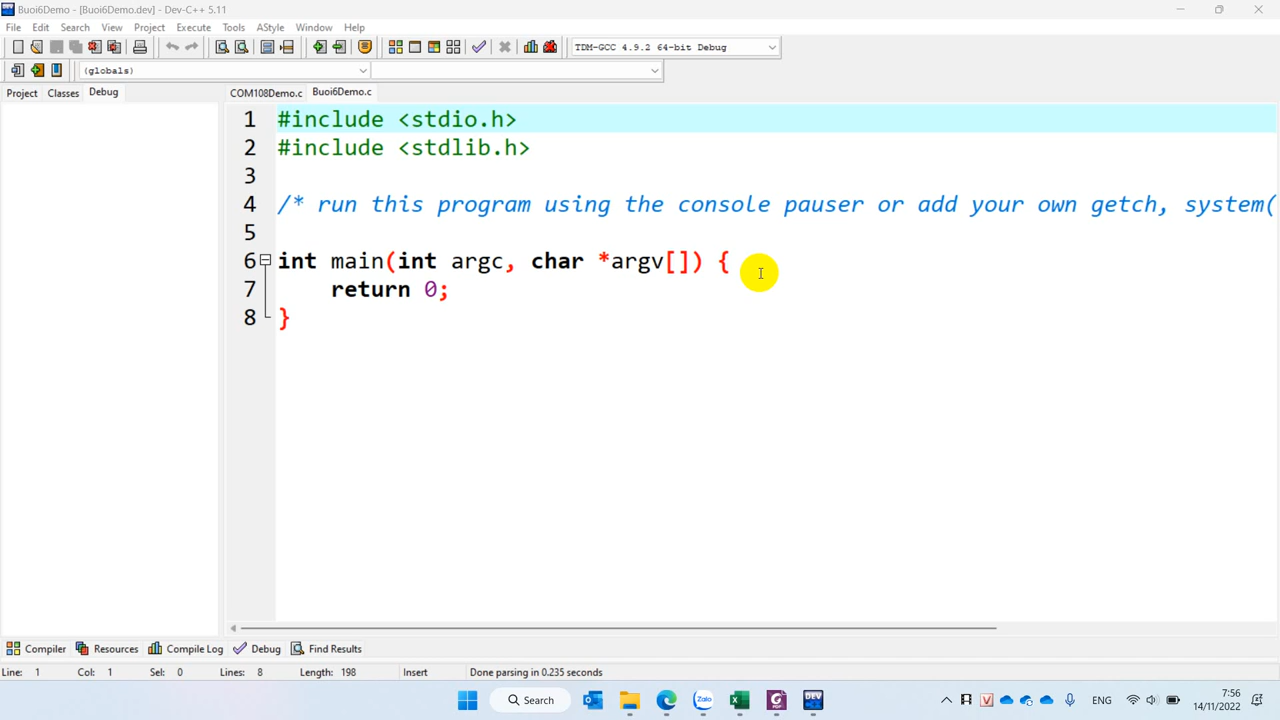 Buoi6Demo - [Buoi6Demo.dev] - Dev-C++ 5.11
File Edit Search View Project Execute Tools AStyle Window Help
TDM-GCC 4.9.2 64-bit Debug
(globals)
Project Classes Debug COM108Demo.c Buoi6Demo.c
1 #include <stdio.h>
2 #include <stdlib.h>
3
4 /* run this program using the console pauser or add your own getch, system(
5
6 int main(int argc, char *argv[]) {
7 return 0;
8 }
Compiler Resources Compile Log Debug Find Results
Line: 1 Col: 1 Sel: 0 Lines: 8 Length: 198 Insert Done parsing in 0.235 seconds
Search Zalo PDF DEV V ENG 7:56
14/11/2022